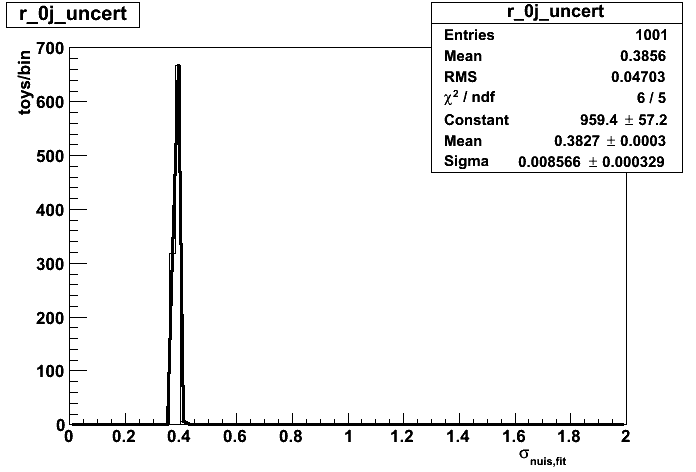 r_0j_uncert
r_0j_uncert
Entries 1001
Mean 0.3856
RMS 0.04703
χ² / ndf 6 / 5
Constant 959.4 ± 57.2
Mean 0.3827 ± 0.0003
Sigma 0.008566 ± 0.000329
toys/bin
700
600
500
400
300
200
100
0
0 0.2 0.4 0.6 0.8 1 1.2 1.4 1.6 1.8 2
σnuis,fit